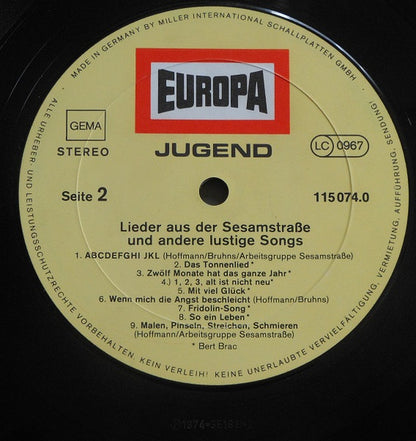 MADE IN GERMANY BY MILLER INTERNATIONAL SCHALLPLATTEN GMBH
EUROPA
JUGEND
GEMA
STEREO
LC 0967
Seite 2
115 074.0
Lieder aus der Sesamstraße
und andere lustige Songs
1. ABCDEFGHI JKL (Hoffmann/Bruhns/Arbeitsgruppe Sesamstraße)
2. Das Tonnenlied*
3. Zwölf Monate hat das ganze Jahr*
4.) 1, 2, 3, alt ist nicht neu*
5. Mit viel Glück*
6. Wenn mich die Angst beschleicht (Hoffmann/Bruhns)
7. Fridolin-Song*
8. So ein Leben*
9. Malen, Pinseln, Streichen, Schmieren
(Hoffmann/Arbeitsgruppe Sesamstraße)
* Bert Brac
ALLE URHEBER- UND LEISTUNGSSCHUTZRECHTE VORBEHALTEN. KEIN VERLEIH! KEINE UNERLAUBTE VERVIELFÄLTIGUNG, VERMIETUNG, AUFFÜHRUNG, SENDUNG!